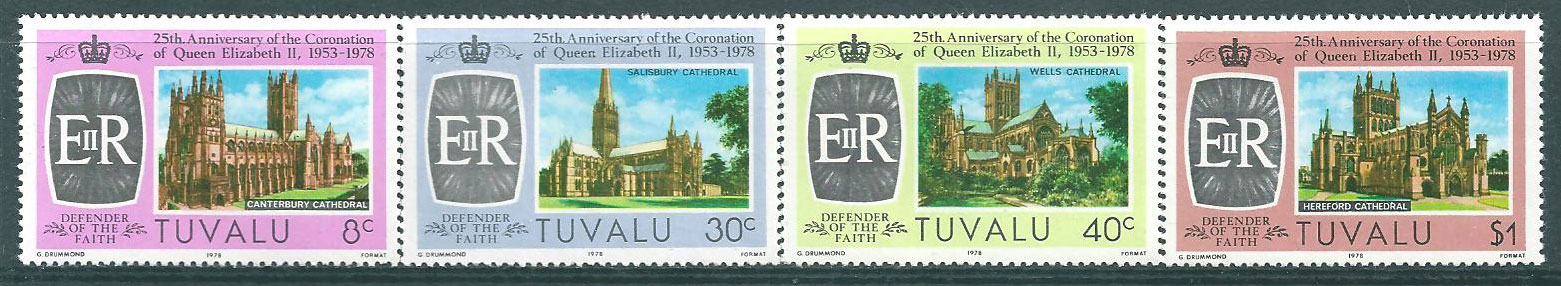 25th. Anniversary of the Coronation
of Queen Elizabeth II, 1953-1978
EIIR
CANTERBURY CATHEDRAL
DEFENDER
OF THE
FAITH
TUVALU 8c
G. DRUMMOND 1978 FORMAT
25th. Anniversary of the Coronation
of Queen Elizabeth II, 1953-1978
SALISBURY CATHEDRAL
EIIR
DEFENDER
OF THE
FAITH
TUVALU 30c
G. DRUMMOND 1978 FORMAT
25th. Anniversary of the Coronation
of Queen Elizabeth II, 1953-1978
WELLS CATHEDRAL
EIIR
DEFENDER
OF THE
FAITH
TUVALU 40c
G. DRUMMOND 1978 FORMAT
25th. Anniversary of the Coronation
of Queen Elizabeth II, 1953-1978
EIIR
HEREFORD CATHEDRAL
DEFENDER
OF THE
FAITH
TUVALU $1
G. DRUMMOND 1978 FORMAT